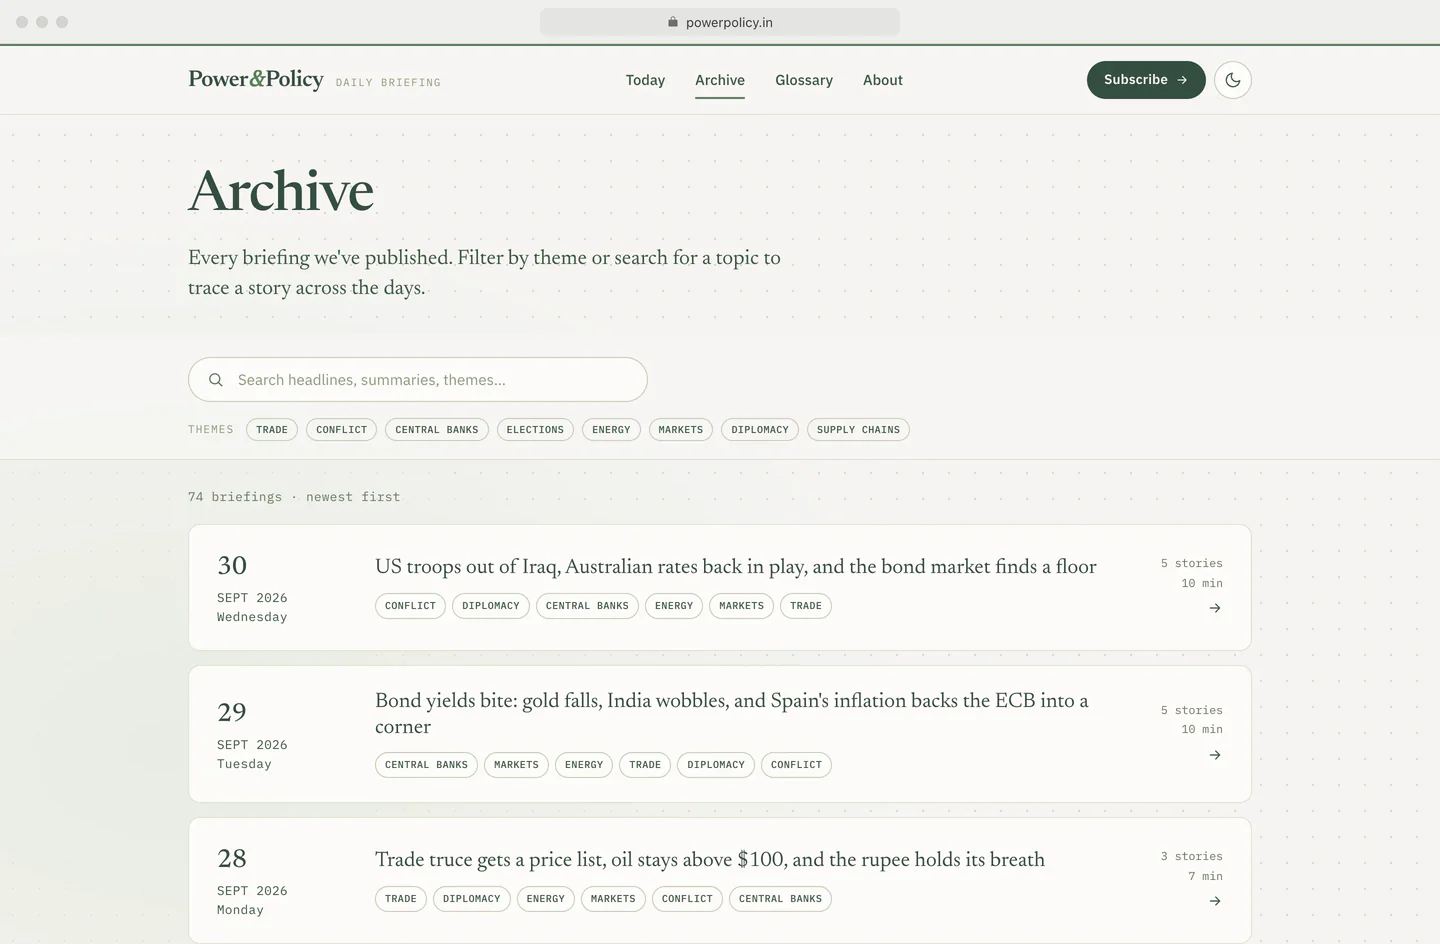 powerpolicy.in
Power&Policy DAILY BRIEFING
Today Archive Glossary About
Subscribe →
Archive
Every briefing we've published. Filter by theme or search for a topic to
trace a story across the days.
Search headlines, summaries, themes...
THEMES TRADE CONFLICT CENTRAL BANKS ELECTIONS ENERGY MARKETS DIPLOMACY SUPPLY CHAINS
74 briefings · newest first
30
SEPT 2026
Wednesday
US troops out of Iraq, Australian rates back in play, and the bond market finds a floor
CONFLICT DIPLOMACY CENTRAL BANKS ENERGY MARKETS TRADE
5 stories
10 min
→
29
SEPT 2026
Tuesday
Bond yields bite: gold falls, India wobbles, and Spain's inflation backs the ECB into a
corner
CENTRAL BANKS MARKETS ENERGY TRADE DIPLOMACY CONFLICT
5 stories
10 min
→
28
SEPT 2026
Monday
Trade truce gets a price list, oil stays above $100, and the rupee holds its breath
TRADE DIPLOMACY ENERGY MARKETS CONFLICT CENTRAL BANKS
3 stories
7 min
→